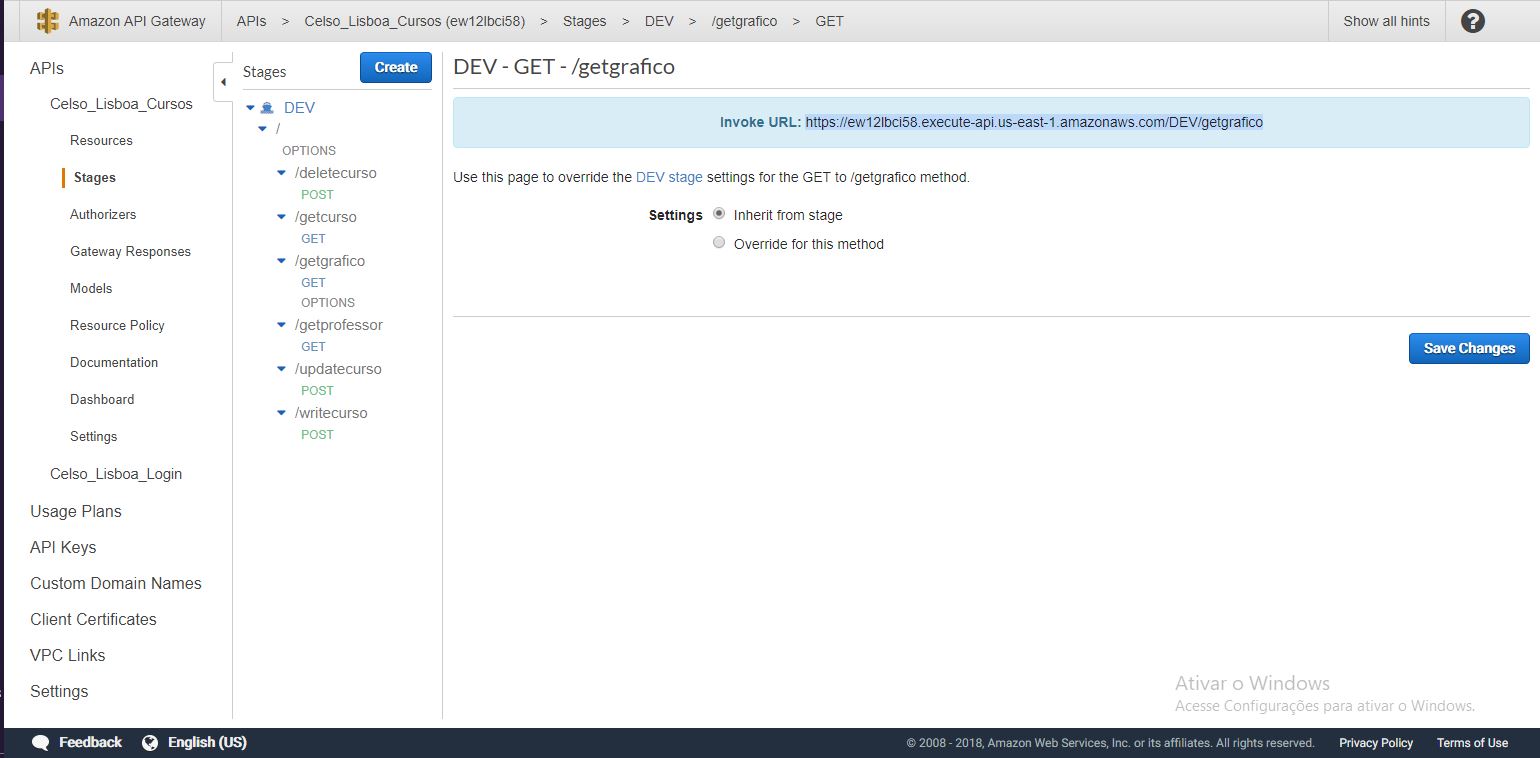 Amazon API Gateway
APIs > Celso_Lisboa_Cursos (ew12lbci58) > Stages > DEV > /getgrafico > GET
Show all hints
?
APIs
Celso_Lisboa_Cursos
Resources
Stages
Authorizers
Gateway Responses
Models
Resource Policy
Documentation
Dashboard
Settings
Celso_Lisboa_Login
Usage Plans
API Keys
Custom Domain Names
Client Certificates
VPC Links
Settings
Stages
Create
DEV
/
OPTIONS
/deletecurso
POST
/getcurso
GET
/getgrafico
GET
OPTIONS
/getprofessor
GET
/updatecurso
POST
/writecurso
POST
DEV - GET - /getgrafico
Invoke URL: https://ew12lbci58.execute-api.us-east-1.amazonaws.com/DEV/getgrafico
Use this page to override the DEV stage settings for the GET to /getgrafico method.
Settings
Inherit from stage
Override for this method
Save Changes
Ativar o Windows
Acesse Configurações para ativar o Windows.
Feedback
English (US)
© 2008 - 2018, Amazon Web Services, Inc. or its affiliates. All rights reserved.
Privacy Policy
Terms of Use